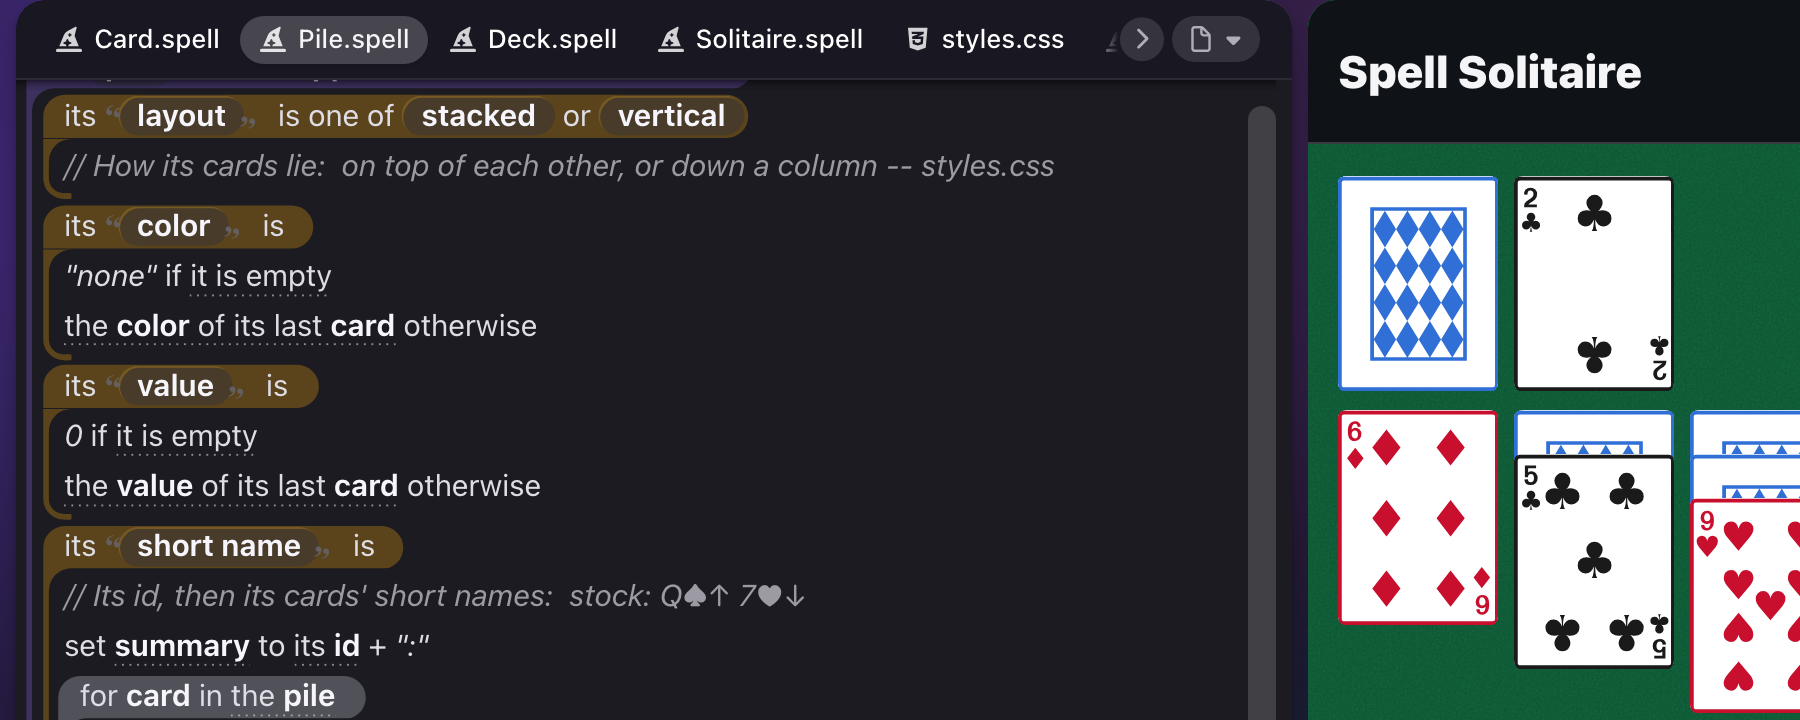 Card.spell Pile.spell Deck.spell Solitaire.spell styles.css
its “ layout ” is one of stacked or vertical
// How its cards lie: on top of each other, or down a column -- styles.css
its “ color ” is
"none" if it is empty
the color of its last card otherwise
its “ value ” is
0 if it is empty
the value of its last card otherwise
its “ short name ” is
// Its id, then its cards' short names: stock: Q♠↑ 7♥↓
set summary to its id + ":"
for card in the pile
Spell Solitaire
2
2
6
6
5
5
9